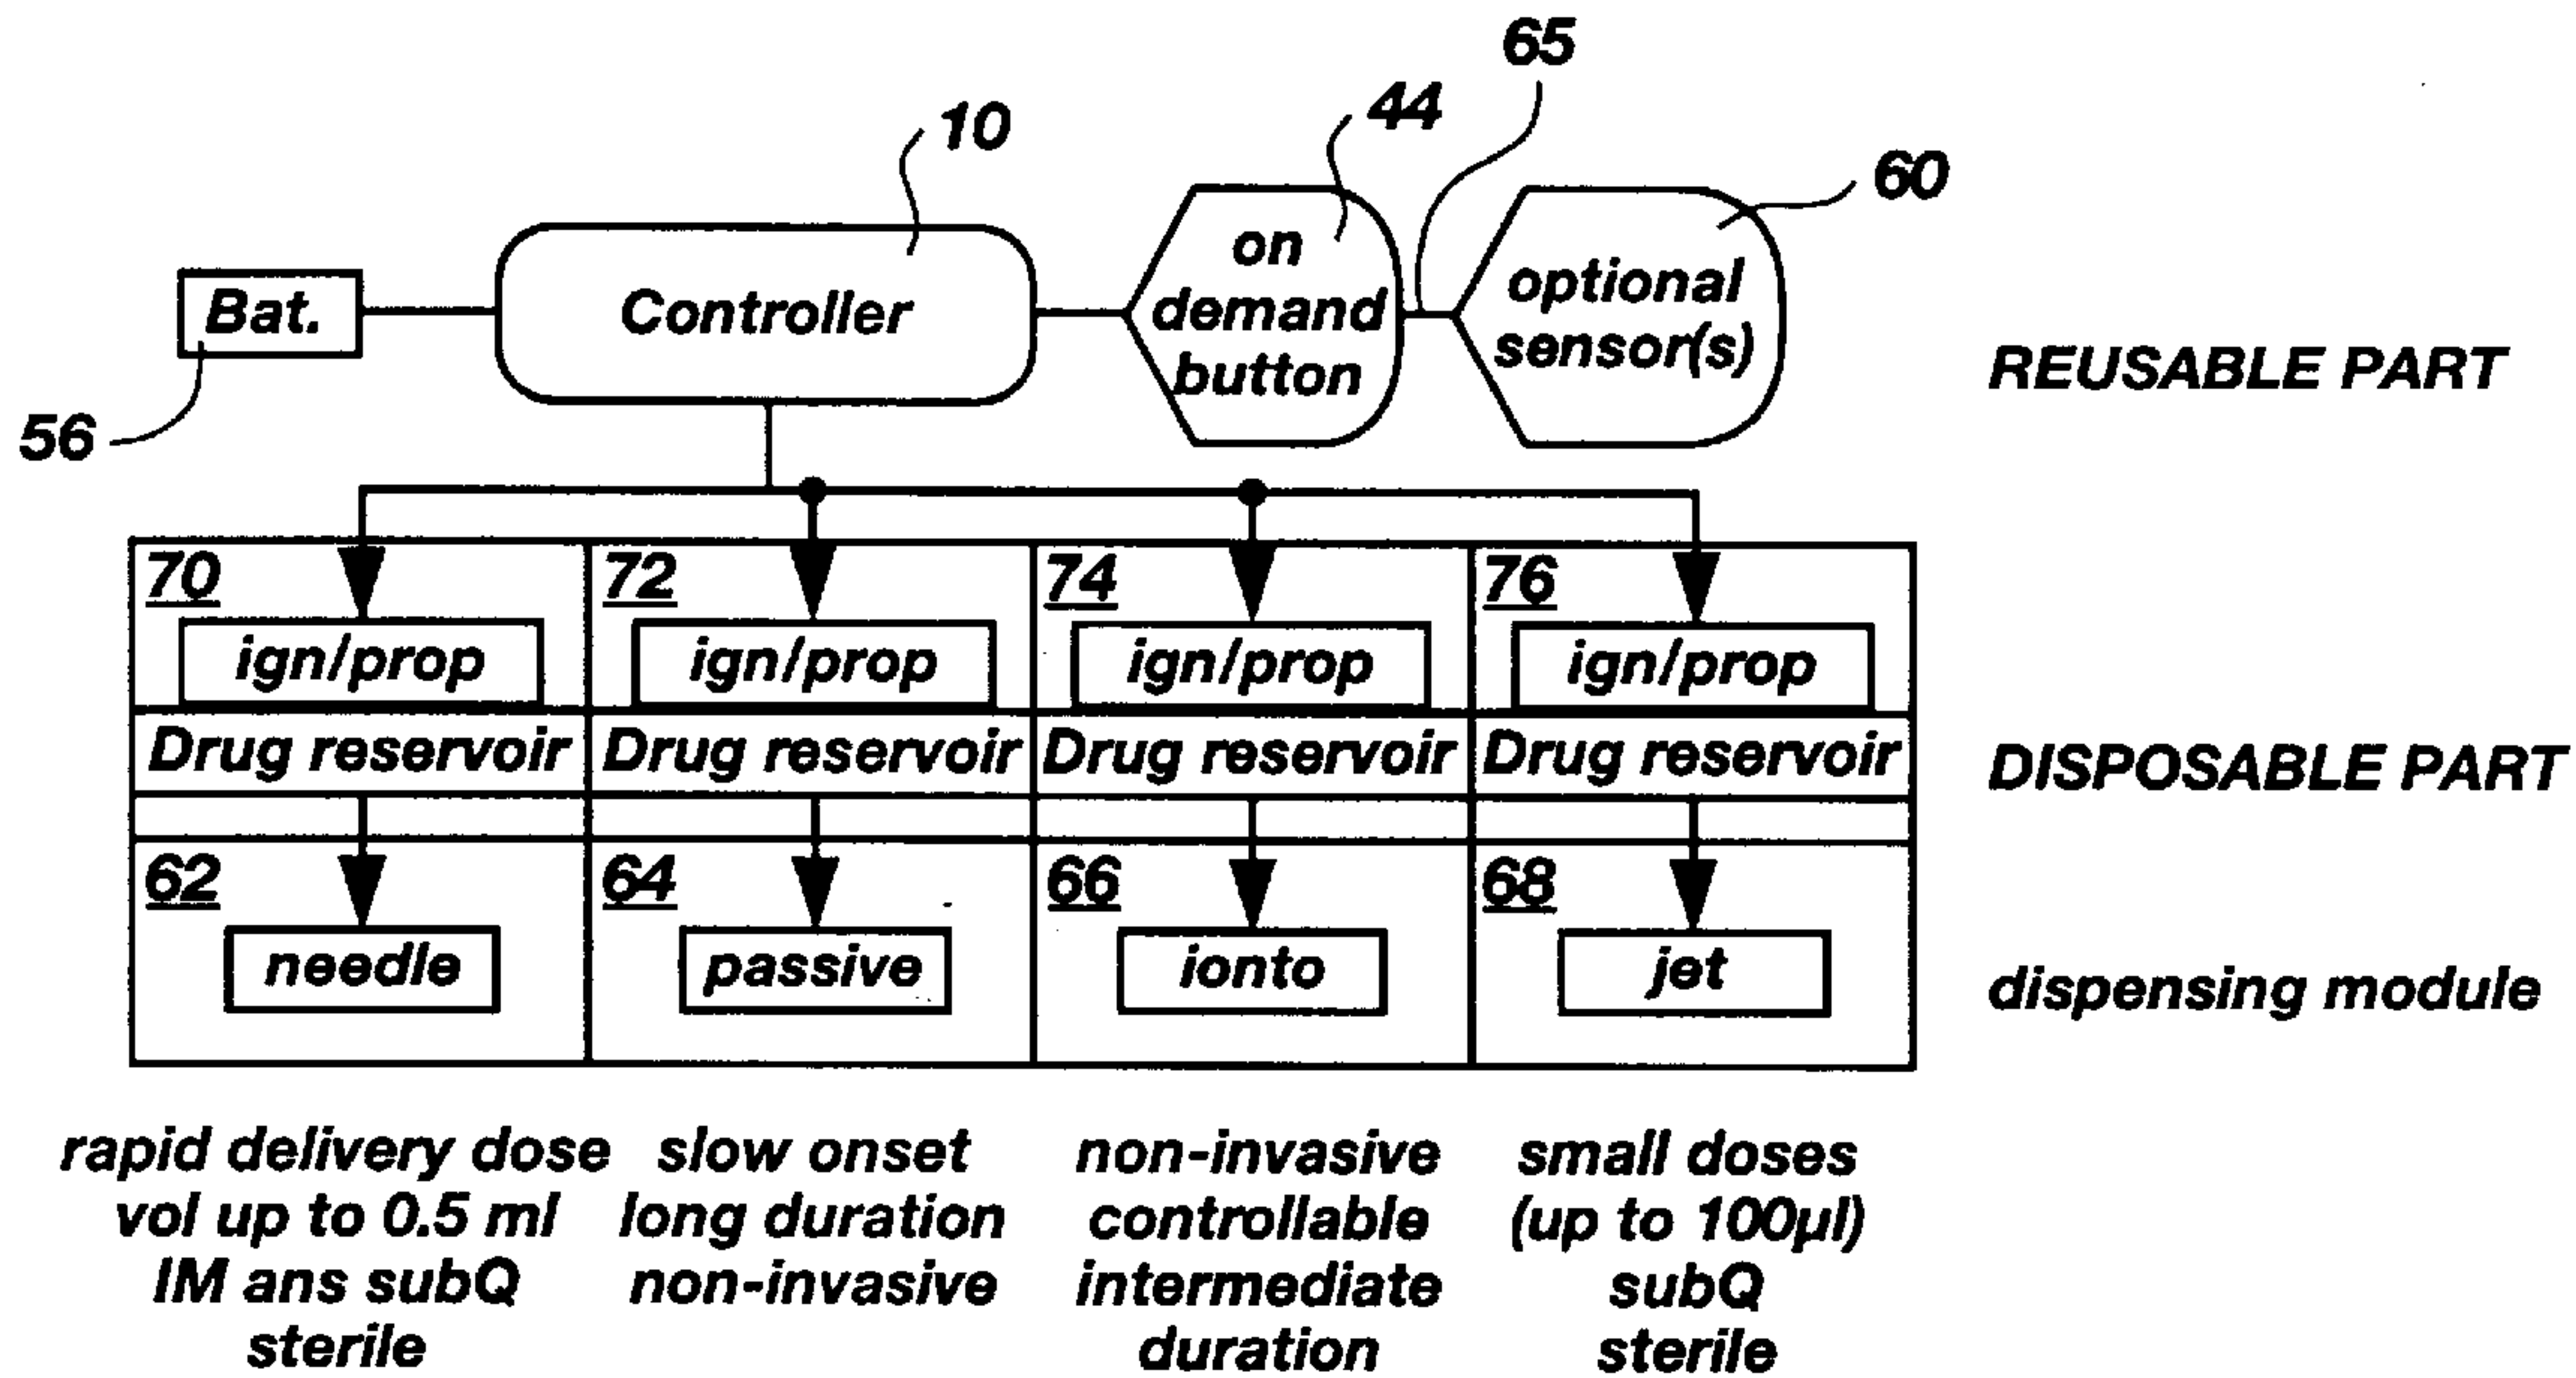 65
44
10
60
on
demand
button
optional
sensor(s)
Bat.
Controller
REUSABLE PART
56
70
72
74
76
ign/prop
ign/prop
ign/prop
ign/prop
Drug reservoir
Drug reservoir
Drug reservoir
Drug reservoir
DISPOSABLE PART
62
64
66
68
needle
passive
ionto
jet
dispensing module
rapid delivery dose
vol up to 0.5 ml
IM ans subQ
sterile
slow onset
long duration
non-invasive
non-invasive
controllable
intermediate
duration
small doses
(up to 100µl)
subQ
sterile